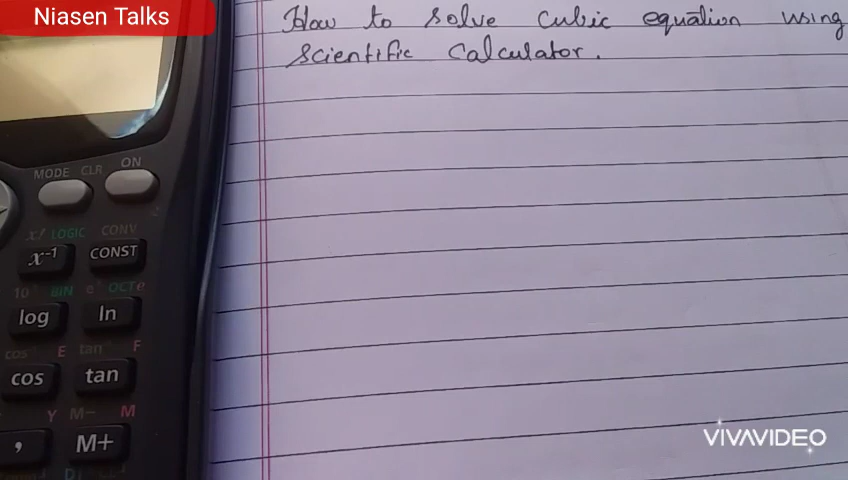 Niasen Talks
How to solve cubic equation using
scientific calculator.
MODE CLR ON
x! LOGIC CONV
x⁻¹ CONST
BIN OCT
log ln
E tan F
cos tan
Y M– M
, M+
VIVAVIDEO